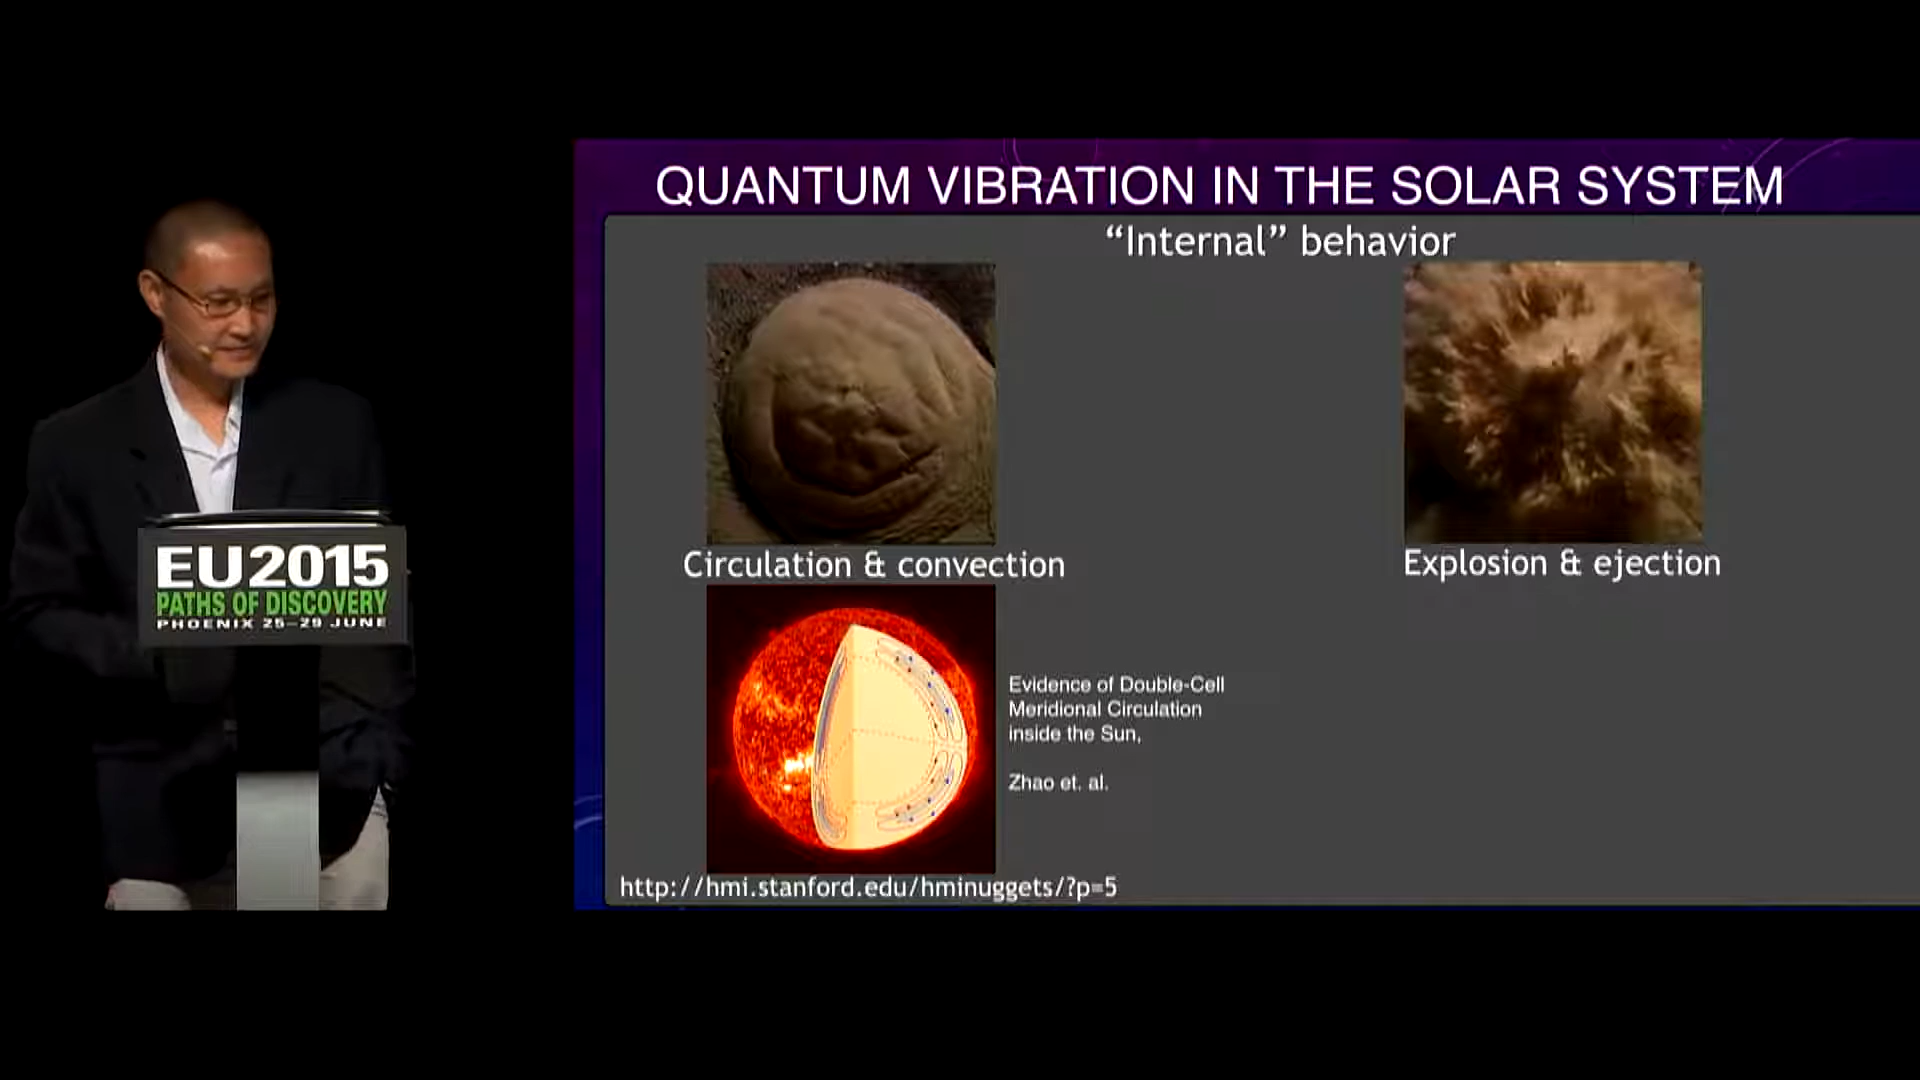 QUANTUM VIBRATION IN THE SOLAR SYSTEM
“Internal” behavior
Circulation & convection
Explosion & ejection
Evidence of Double-Cell
Meridional Circulation
inside the Sun,
Zhao et. al.
http://hmi.stanford.edu/hminuggets/?p=5
EU2015
PATHS OF DISCOVERY
PHOENIX 25–29 JUNE